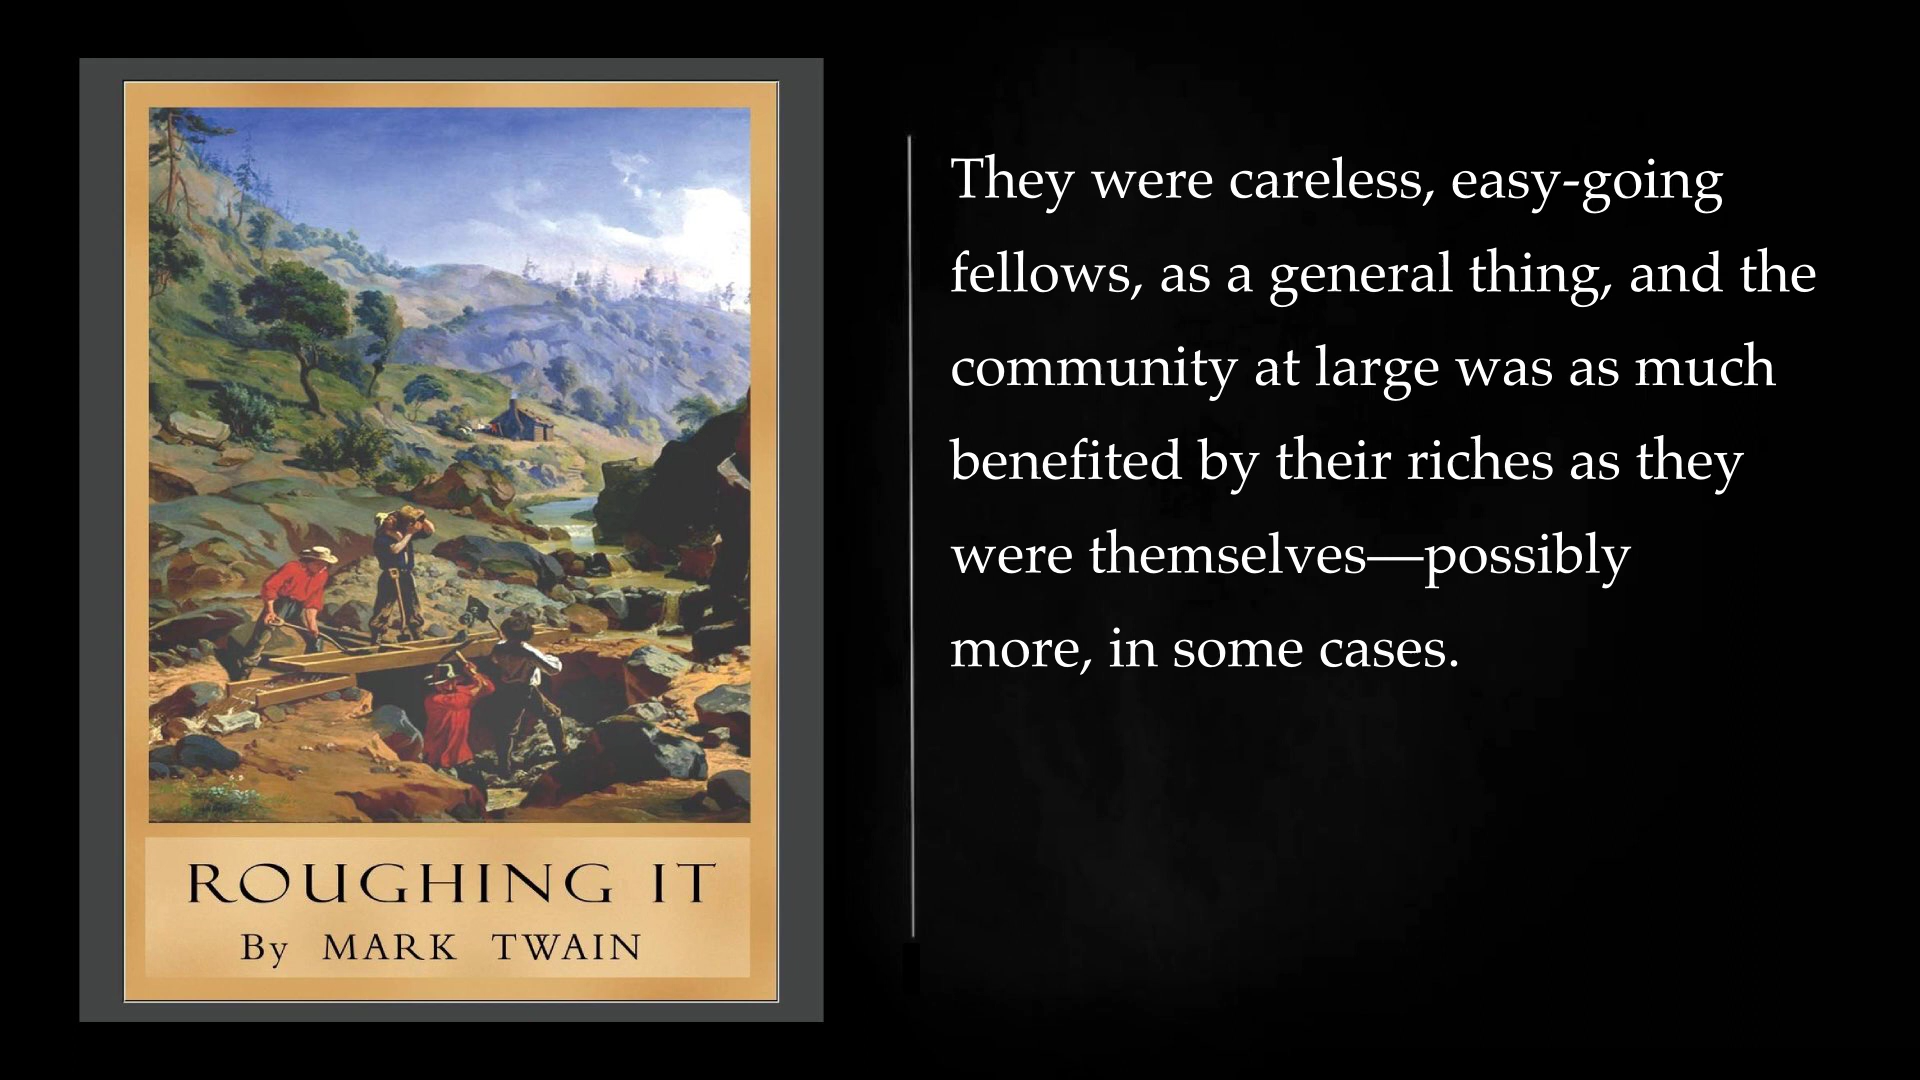 ROUGHING IT
By MARK TWAIN
They were careless, easy-going
fellows, as a general thing, and the
community at large was as much
benefited by their riches as they
were themselves—possibly
more, in some cases.